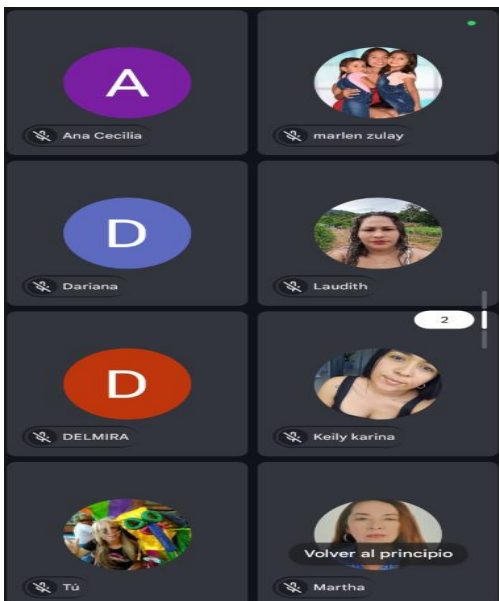 A
Ana Cecilia
marlen zulay
D
Dariana
Laudith
2
D
DELMIRA
Keily karina
Volver al principio
Tú
Martha